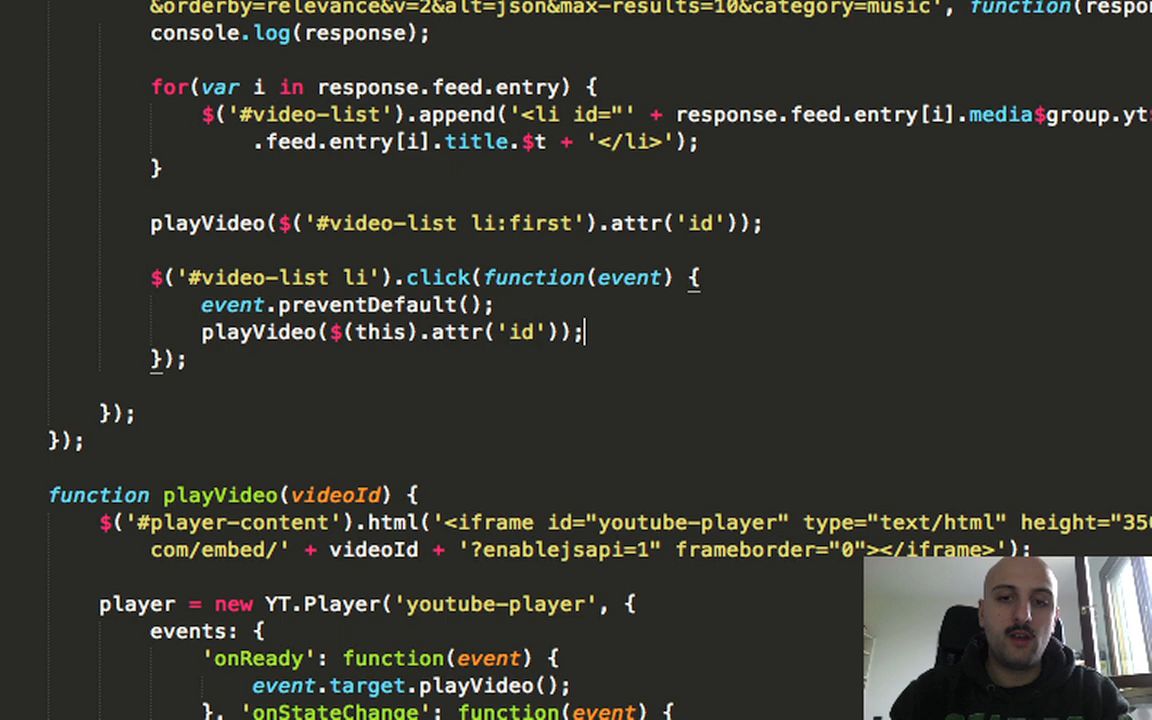 &orderby=relevance&v=2&alt=json&max-results=10&category=music', function(respon
console.log(response);
for(var i in response.feed.entry) {
$('#video-list').append('<li id="' + response.feed.entry[i].media$group.yt$
.feed.entry[i].title.$t + '</li>');
}
playVideo($('#video-list li:first').attr('id'));
$('#video-list li').click(function(event) {
event.preventDefault();
playVideo($(this).attr('id'));
});
});
});
function playVideo(videoId) {
$('#player-content').html('<iframe id="youtube-player" type="text/html" height="350
com/embed/' + videoId + '?enablejsapi=1" frameborder="0"></iframe>');
player = new YT.Player('youtube-player', {
events: {
'onReady': function(event) {
event.target.playVideo();
}, 'onStateChange': function(event) {